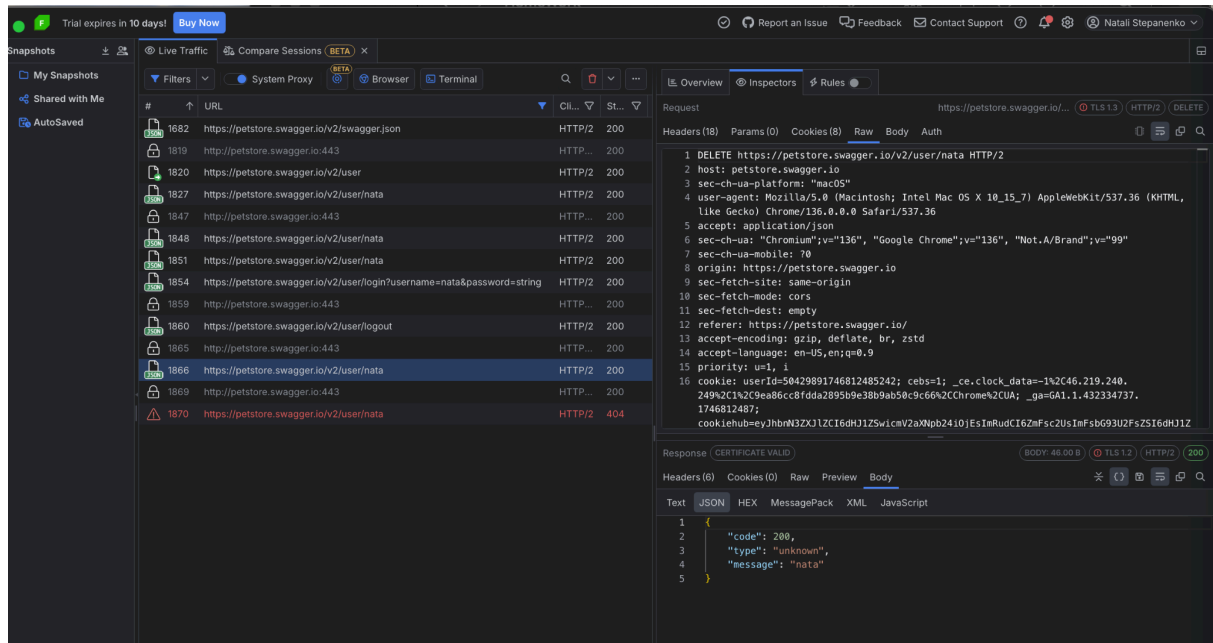 Trial expires in 10 days! Buy Now
Report an Issue Feedback Contact Support Natali Stepanenko
Snapshots
My Snapshots
Shared with Me
AutoSaved
Live Traffic Compare Sessions BETA
Filters System Proxy BETA Browser Terminal ...
# URL Cli... St...
JSON 1682 https://petstore.swagger.io/v2/swagger.json HTTP/2 200
1819 http://petstore.swagger.io:443 HTTP... 200
1820 https://petstore.swagger.io/v2/user HTTP/2 200
JSON 1827 https://petstore.swagger.io/v2/user/nata HTTP/2 200
1847 http://petstore.swagger.io:443 HTTP... 200
JSON 1848 https://petstore.swagger.io/v2/user/nata HTTP/2 200
JSON 1851 https://petstore.swagger.io/v2/user/nata HTTP/2 200
JSON 1854 https://petstore.swagger.io/v2/user/login?username=nata&password=string HTTP/2 200
1859 http://petstore.swagger.io:443 HTTP... 200
JSON 1860 https://petstore.swagger.io/v2/user/logout HTTP/2 200
1865 http://petstore.swagger.io:443 HTTP... 200
JSON 1866 https://petstore.swagger.io/v2/user/nata HTTP/2 200
1869 http://petstore.swagger.io:443 HTTP... 200
1870 https://petstore.swagger.io/v2/user/nata HTTP/2 404
Overview Inspectors Rules
Request https://petstore.swagger.io/... TLS 1.3 HTTP/2 DELETE
Headers (18) Params (0) Cookies (8) Raw Body Auth
1 DELETE https://petstore.swagger.io/v2/user/nata HTTP/2
2 host: petstore.swagger.io
3 sec-ch-ua-platform: "macOS"
4 user-agent: Mozilla/5.0 (Macintosh; Intel Mac OS X 10_15_7) AppleWebKit/537.36 (KHTML,
like Gecko) Chrome/136.0.0.0 Safari/537.36
5 accept: application/json
6 sec-ch-ua: "Chromium";v="136", "Google Chrome";v="136", "Not.A/Brand";v="99"
7 sec-ch-ua-mobile: ?0
8 origin: https://petstore.swagger.io
9 sec-fetch-site: same-origin
10 sec-fetch-mode: cors
11 sec-fetch-dest: empty
12 referer: https://petstore.swagger.io/
13 accept-encoding: gzip, deflate, br, zstd
14 accept-language: en-US,en;q=0.9
15 priority: u=1, i
16 cookie: userId=50429891746812485242; cebs=1; _ce.clock_data=-1%2C46.219.240.
249%2C1%2C9ea86cc8fdda2895b9e38b9ab50c9c66%2CChrome%2CUA; _ga=GA1.1.432334737.
1746812487;
Response CERTIFICATE VALID BODY: 46.00 B TLS 1.2 HTTP/2 200
Headers (6) Cookies (0) Raw Preview Body
Text JSON HEX MessagePack XML JavaScript
1 {
2 "code": 200,
3 "type": "unknown",
4 "message": "nata"
5 }